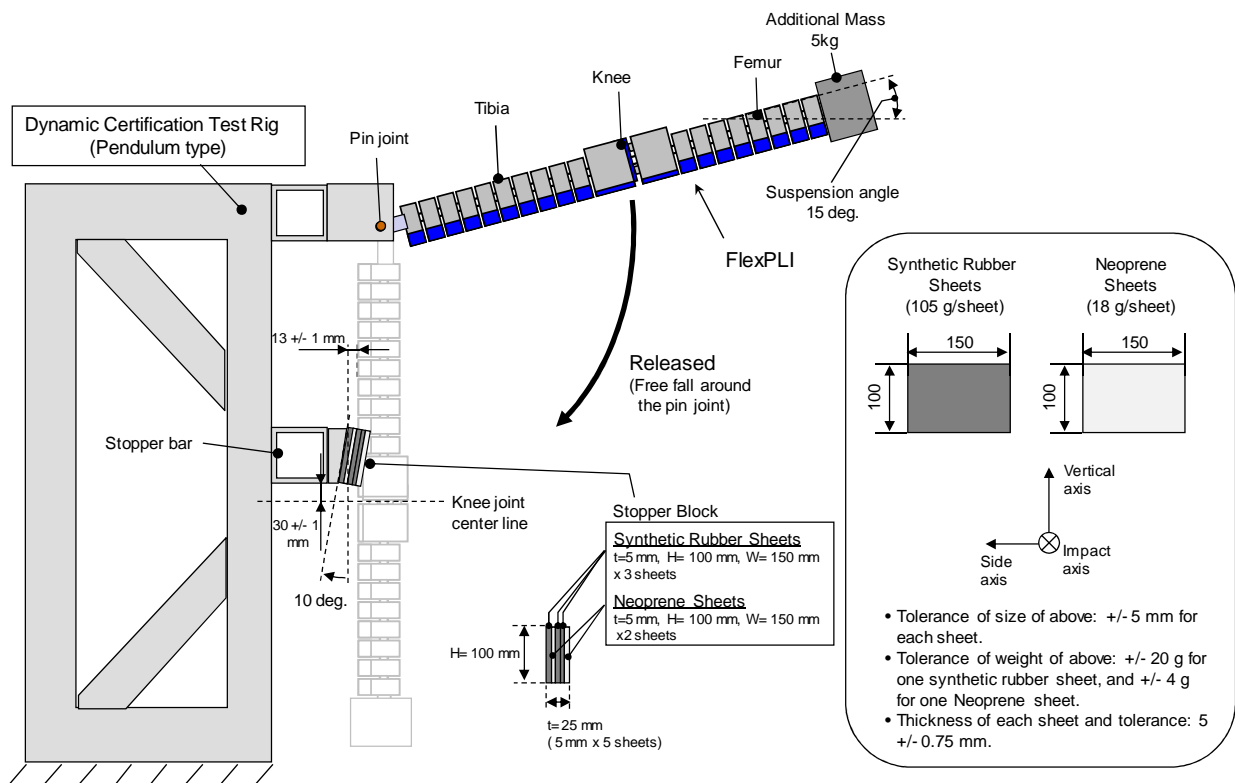 Additional Mass
5kg
Femur
Knee
Tibia
Dynamic Certification Test Rig
(Pendulum type)
Pin joint
Suspension angle
15 deg.
FlexPLI
13 +/- 1 mm
Released
(Free fall around
the pin joint)
Stopper bar
Knee joint
center line
30 +/- 1
mm
10 deg.
Stopper Block
Synthetic Rubber Sheets
t=5 mm, H= 100 mm, W= 150 mm
x 3 sheets
Neoprene Sheets
t=5mm, H= 100 mm, W= 150 mm
x2 sheets
H= 100 mm
t= 25 mm
( 5 mm x 5 sheets)
Synthetic Rubber
Sheets
(105 g/sheet)
150
100
Neoprene
Sheets
(18 g/sheet)
150
100
Vertical
axis
Side
axis
Impact
axis
• Tolerance of size of above: +/- 5 mm for
each sheet.
• Tolerance of weight of above: +/- 20 g for
one synthetic rubber sheet, and +/- 4 g
for one Neoprene sheet.
• Thickness of each sheet and tolerance: 5
+/- 0.75 mm.